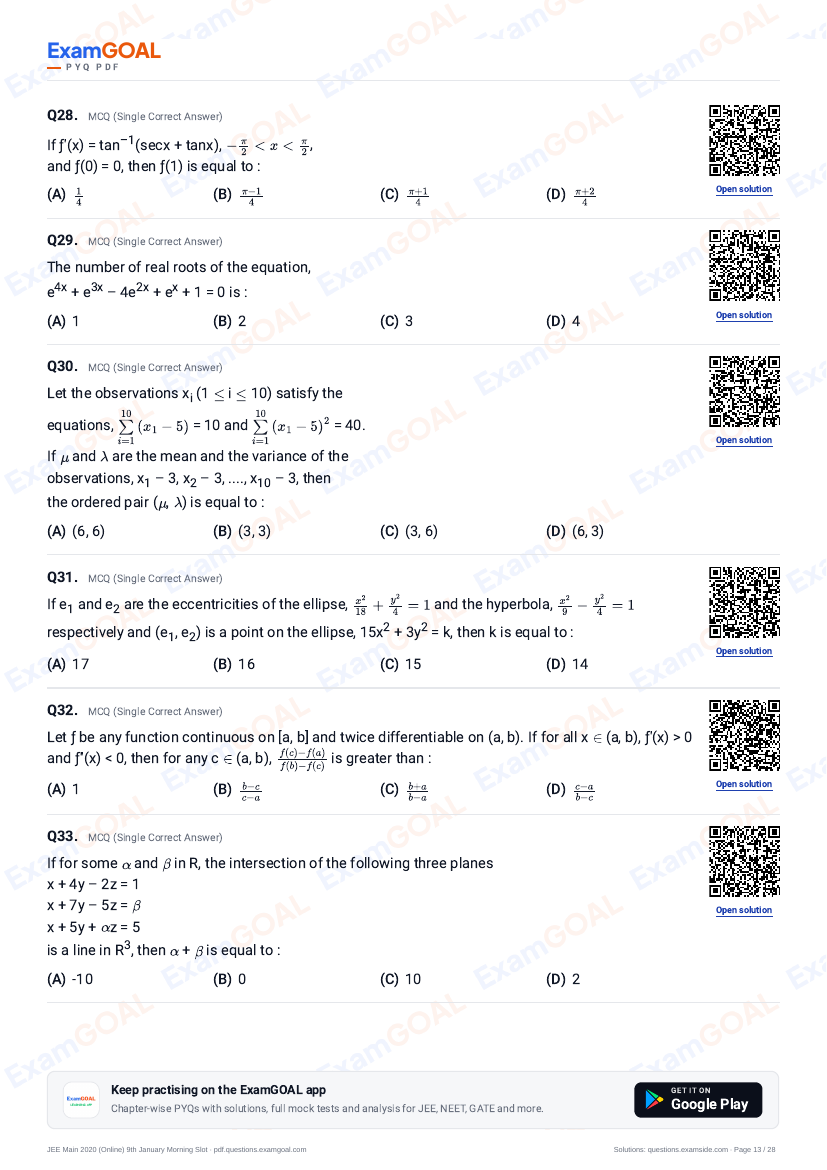 ExamGOAL
PYQ PDF
Q28. MCQ (Single Correct Answer)
If ƒ'(x) = tan⁻¹(secx + tanx), −π/2 < x < π/2,
and ƒ(0) = 0, then ƒ(1) is equal to :
(A) 1/4 (B) (π−1)/4 (C) (π+1)/4 (D) (π+2)/4
Open solution
Q29. MCQ (Single Correct Answer)
The number of real roots of the equation,
e⁴ˣ + e³ˣ − 4e²ˣ + eˣ + 1 = 0 is :
(A) 1 (B) 2 (C) 3 (D) 4
Open solution
Q30. MCQ (Single Correct Answer)
Let the observations xᵢ (1 ≤ i ≤ 10) satisfy the
equations, ∑_{i=1}^{10} (x₁ − 5) = 10 and ∑_{i=1}^{10} (x₁ − 5)² = 40.
If μ and λ are the mean and the variance of the
observations, x₁ − 3, x₂ − 3, ...., x₁₀ − 3, then
the ordered pair (μ, λ) is equal to :
(A) (6, 6) (B) (3, 3) (C) (3, 6) (D) (6, 3)
Open solution
Q31. MCQ (Single Correct Answer)
If e₁ and e₂ are the eccentricities of the ellipse, x²/18 + y²/4 = 1 and the hyperbola, x²/9 − y²/4 = 1
respectively and (e₁, e₂) is a point on the ellipse, 15x² + 3y² = k, then k is equal to :
(A) 17 (B) 16 (C) 15 (D) 14
Open solution
Q32. MCQ (Single Correct Answer)
Let ƒ be any function continuous on [a, b] and twice differentiable on (a, b). If for all x ∈ (a, b), ƒ'(x) > 0
and ƒ''(x) < 0, then for any c ∈ (a, b), (f(c)−f(a))/(f(b)−f(c)) is greater than :
(A) 1 (B) (b−c)/(c−a) (C) (b+a)/(b−a) (D) (c−a)/(b−c)
Open solution
Q33. MCQ (Single Correct Answer)
If for some α and β in R, the intersection of the following three planes
x + 4y − 2z = 1
x + 7y − 5z = β
x + 5y + αz = 5
is a line in R³, then α + β is equal to :
(A) -10 (B) 0 (C) 10 (D) 2
Open solution
Keep practising on the ExamGOAL app
Chapter-wise PYQs with solutions, full mock tests and analysis for JEE, NEET, GATE and more.
GET IT ON
Google Play
JEE Main 2020 (Online) 9th January Morning Slot · pdf.questions.examgoal.com
Solutions: questions.examside.com · Page 13 / 28